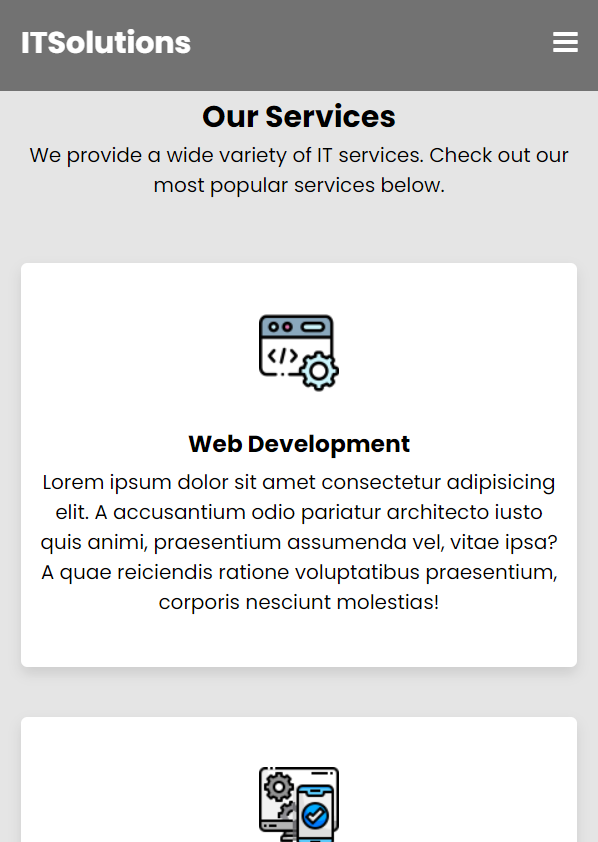 ITSolutions
Our Services
We provide a wide variety of IT services. Check out our
most popular services below.
</>
Web Development
Lorem ipsum dolor sit amet consectetur adipisicing
elit. A accusantium odio pariatur architecto iusto
quis animi, praesentium assumenda vel, vitae ipsa?
A quae reiciendis ratione voluptatibus praesentium,
corporis nesciunt molestias!